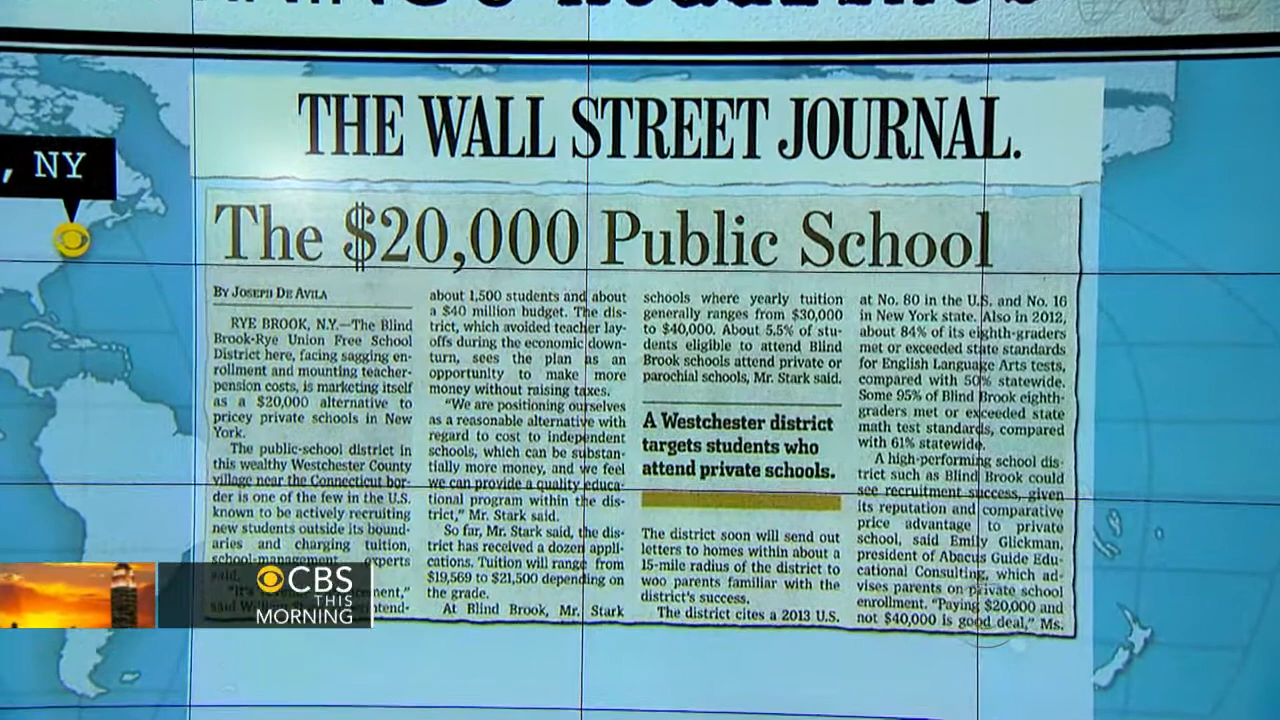 , NY
THE WALL STREET JOURNAL.
The $20,000 Public School
BY JOSEPH DE AVILA
RYE BROOK, N.Y.—The Blind
Brook-Rye Union Free School
District here, facing sagging en-
rollment and mounting teacher-
pension costs, is marketing itself
as a $20,000 alternative to
pricey private schools in New
York.
The public-school district in
this wealthy Westchester County
village near the Connecticut bor-
der is one of the few in the U.S.
known to be actively recruiting
new students outside its bound-
aries and charging tuition,
school-management experts
said.
"It's
said
about 1,500 students and about
a $40 million budget. The dis-
trict, which avoided teacher lay-
offs during the economic down-
turn, sees the plan as an
opportunity to make more
money without raising taxes.
"We are positioning ourselves
as a reasonable alternative with
regard to cost to independent
schools, which can be substan-
tially more money, and we feel
we can provide a quality educa-
tional program within the dis-
trict," Mr. Stark said.
So far, Mr. Stark said, the dis-
trict has received a dozen appli-
cations. Tuition will range from
$19,569 to $21,500 depending on
the grade.
At Blind Brook, Mr. Stark
schools where yearly tuition
generally ranges from $30,000
to $40,000. About 5.5% of stu-
dents eligible to attend Blind
Brook schools attend private or
parochial schools, Mr. Stark said.
A Westchester district
targets students who
attend private schools.
The district soon will send out
letters to homes within about a
15-mile radius of the district to
woo parents familiar with the
district's success.
The district cites a 2013 U.S.
at No. 80 in the U.S. and No. 16
in New York state. Also in 2012,
about 84% of its eighth-graders
met or exceeded state standards
for English Language Arts tests,
compared with 50% statewide.
Some 95% of Blind Brook eighth-
graders met or exceeded state
math test standards, compared
with 61% statewide.
A high-performing school dis-
trict such as Blind Brook could
see recruitment success, given
its reputation and comparative
price advantage to private
school, said Emily Glickman,
president of Abacus Guide Edu-
cational Consulting, which ad-
vises parents on private school
enrollment. "Paying $20,000 and
not $40,000 is good deal," Ms.
CBS
THIS
MORNING